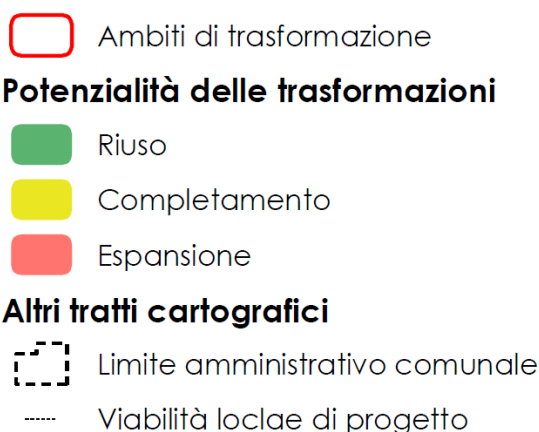 Ambiti di trasformazione
Potenzialità delle trasformazioni
Riuso
Completamento
Espansione
Altri tratti cartografici
Limite amministrativo comunale
Viabilità loclae di progetto